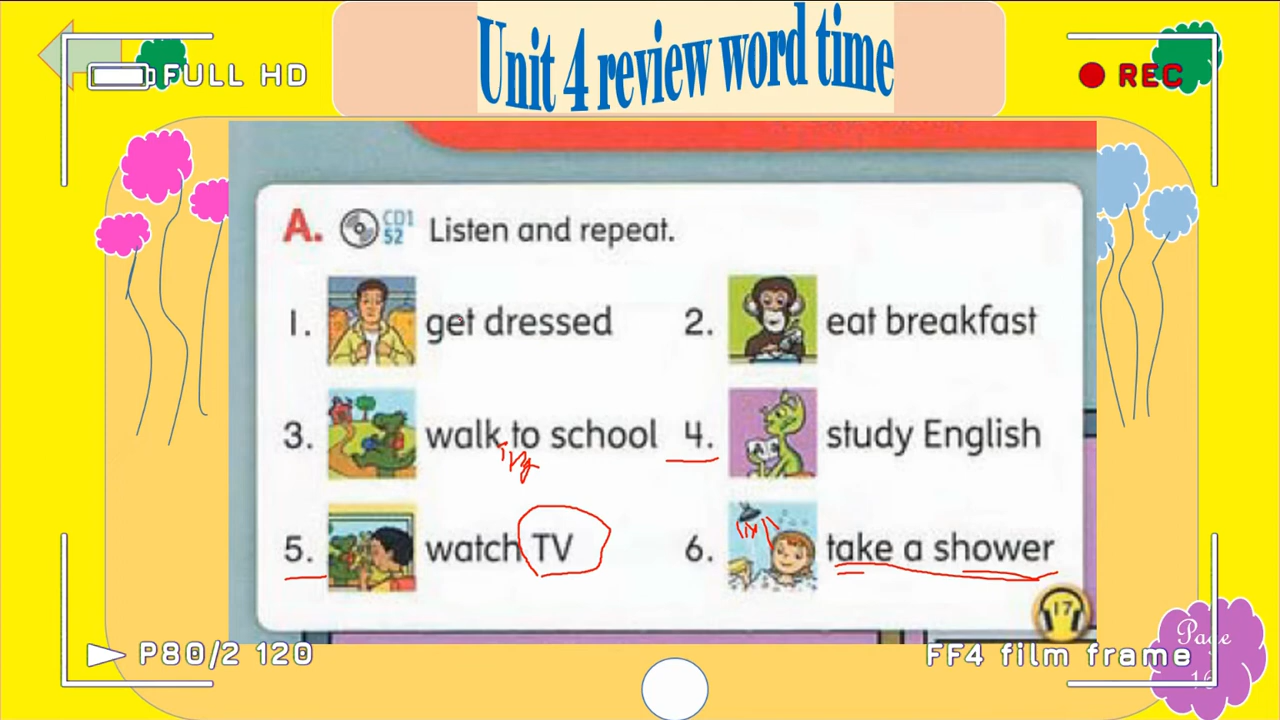 Unit 4 review word time
FULL HD
REC
A. CD1 52 Listen and repeat.
1. get dressed
2. eat breakfast
3. walk to school
ing
4. study English
5. watch TV
6. take a shower
17
P80/2 120
FF4 film frame
Page
16